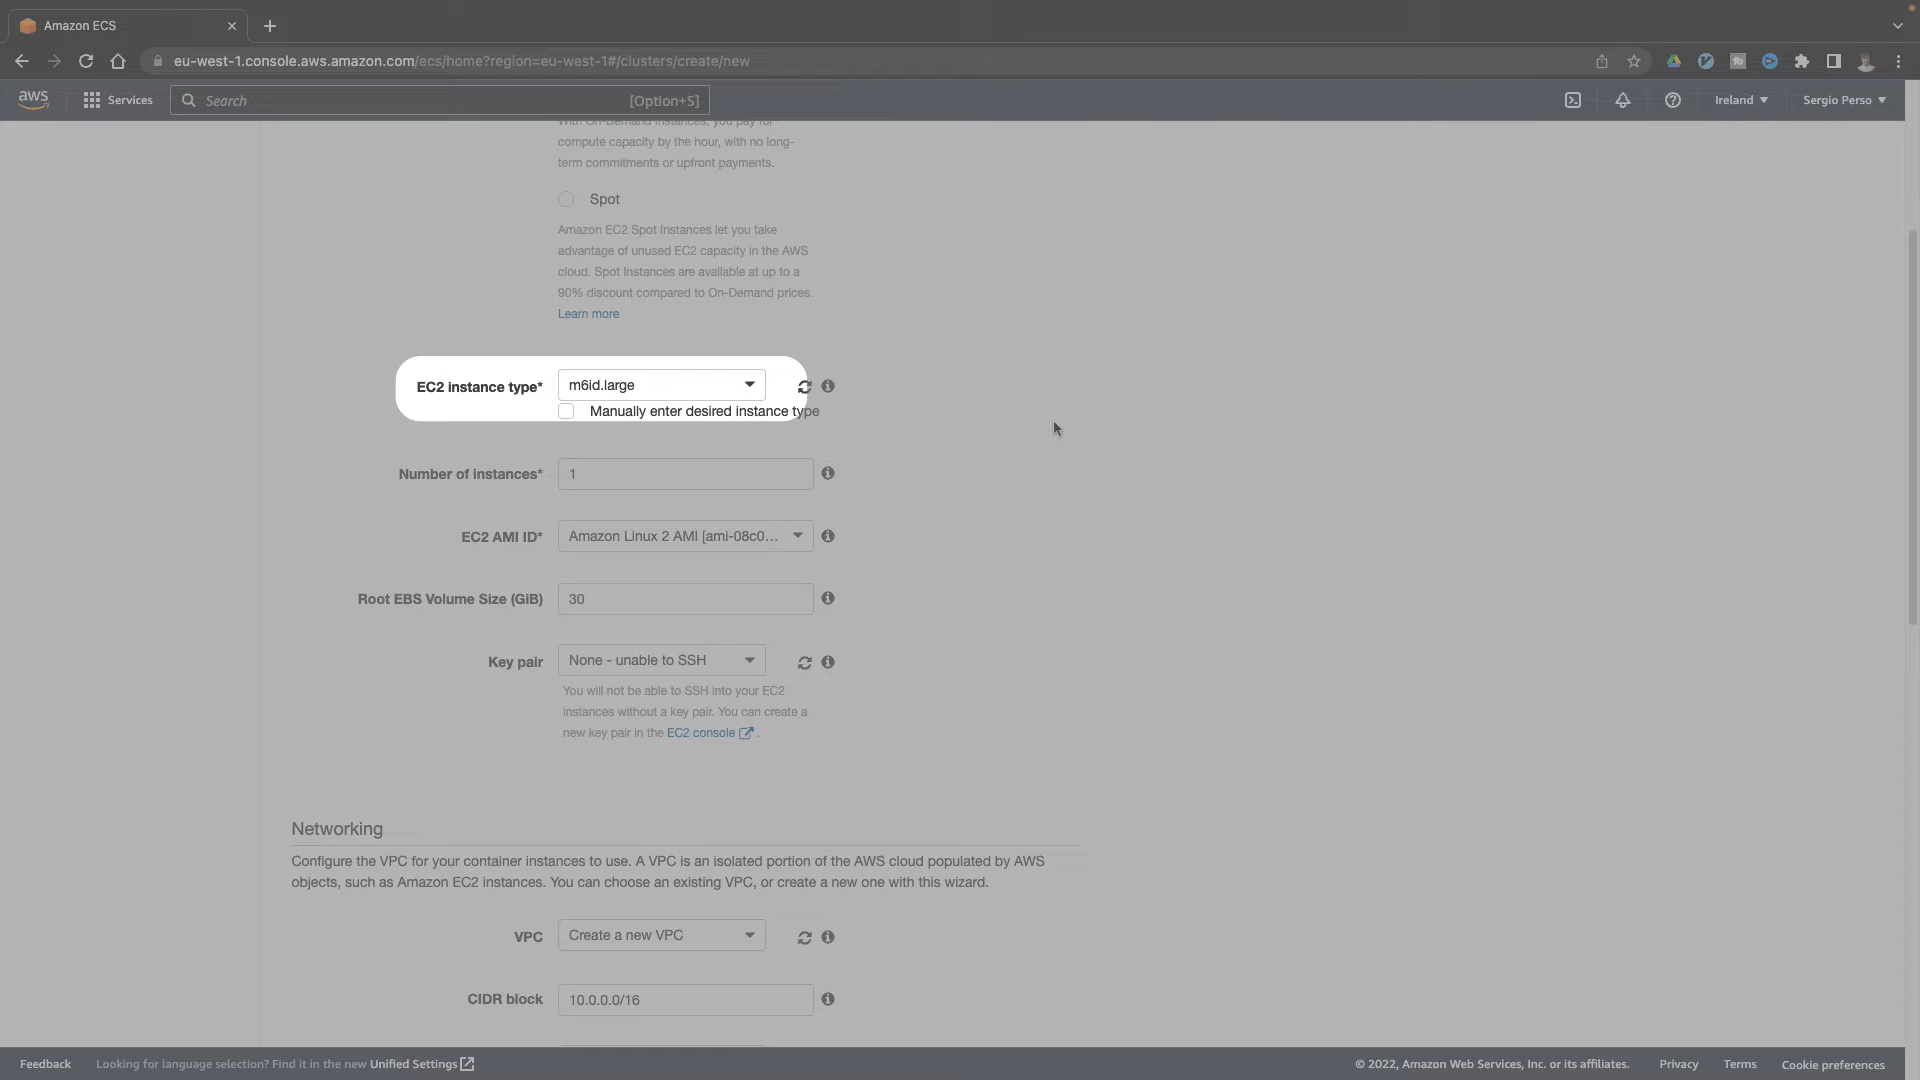 Amazon ECS
eu-west-1.console.aws.amazon.com/ecs/home?region=eu-west-1#/clusters/create/new
aws
Services
Search
[Option+S]
Ireland
Sergio Perso
With On-Demand Instances, you pay for
compute capacity by the hour, with no long-
term commitments or upfront payments.
Spot
Amazon EC2 Spot Instances let you take
advantage of unused EC2 capacity in the AWS
cloud. Spot Instances are available at up to a
90% discount compared to On-Demand prices.
Learn more
EC2 instance type*
m6id.large
Manually enter desired instance type
Number of instances*
1
EC2 AMI ID*
Amazon Linux 2 AMI [ami-08c0...
Root EBS Volume Size (GiB)
30
Key pair
None - unable to SSH
You will not be able to SSH into your EC2
instances without a key pair. You can create a
new key pair in the EC2 console .
Networking
Configure the VPC for your container instances to use. A VPC is an isolated portion of the AWS cloud populated by AWS
objects, such as Amazon EC2 instances. You can choose an existing VPC, or create a new one with this wizard.
VPC
Create a new VPC
CIDR block
10.0.0.0/16
Feedback
Looking for language selection? Find it in the new Unified Settings
© 2022, Amazon Web Services, Inc. or its affiliates.
Privacy
Terms
Cookie preferences